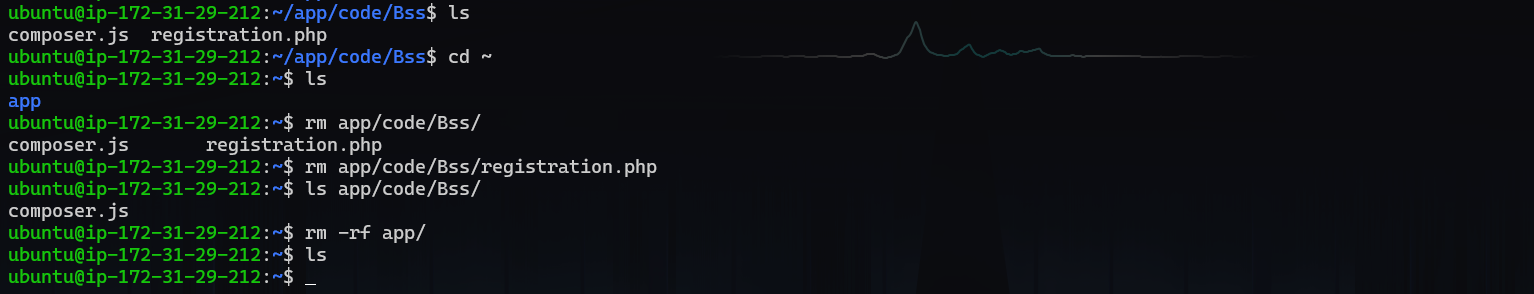 ubuntu@ip-172-31-29-212:~/app/code/Bss$ ls
composer.js  registration.php
ubuntu@ip-172-31-29-212:~/app/code/Bss$ cd ~
ubuntu@ip-172-31-29-212:~$ ls
app
ubuntu@ip-172-31-29-212:~$ rm app/code/Bss/
composer.js       registration.php
ubuntu@ip-172-31-29-212:~$ rm app/code/Bss/registration.php
ubuntu@ip-172-31-29-212:~$ ls app/code/Bss/
composer.js
ubuntu@ip-172-31-29-212:~$ rm -rf app/
ubuntu@ip-172-31-29-212:~$ ls
ubuntu@ip-172-31-29-212:~$ _